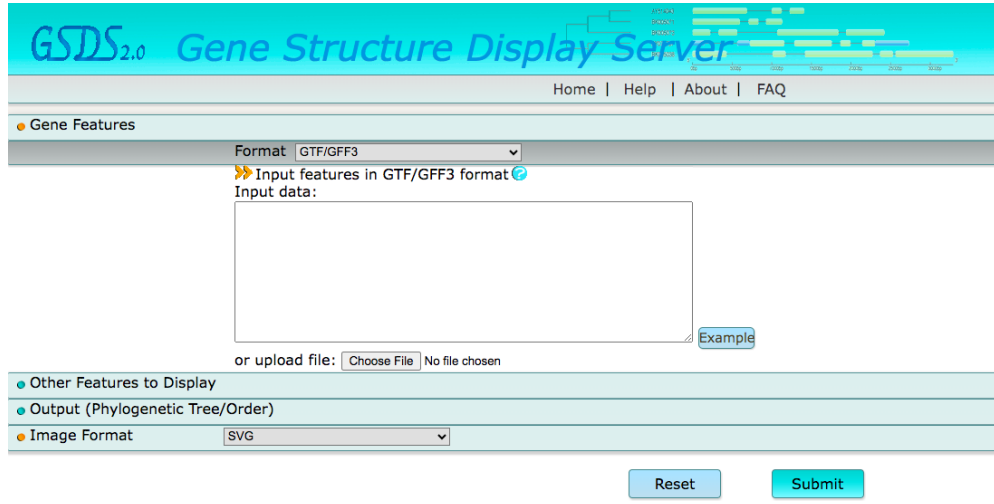 GSDS2.0 Gene Structure Display Server
Home | Help | About | FAQ
Gene Features
Format GTF/GFF3
Input features in GTF/GFF3 format ?
Input data:
Example
or upload file: Choose File No file chosen
Other Features to Display
Output (Phylogenetic Tree/Order)
Image Format SVG
Reset Submit